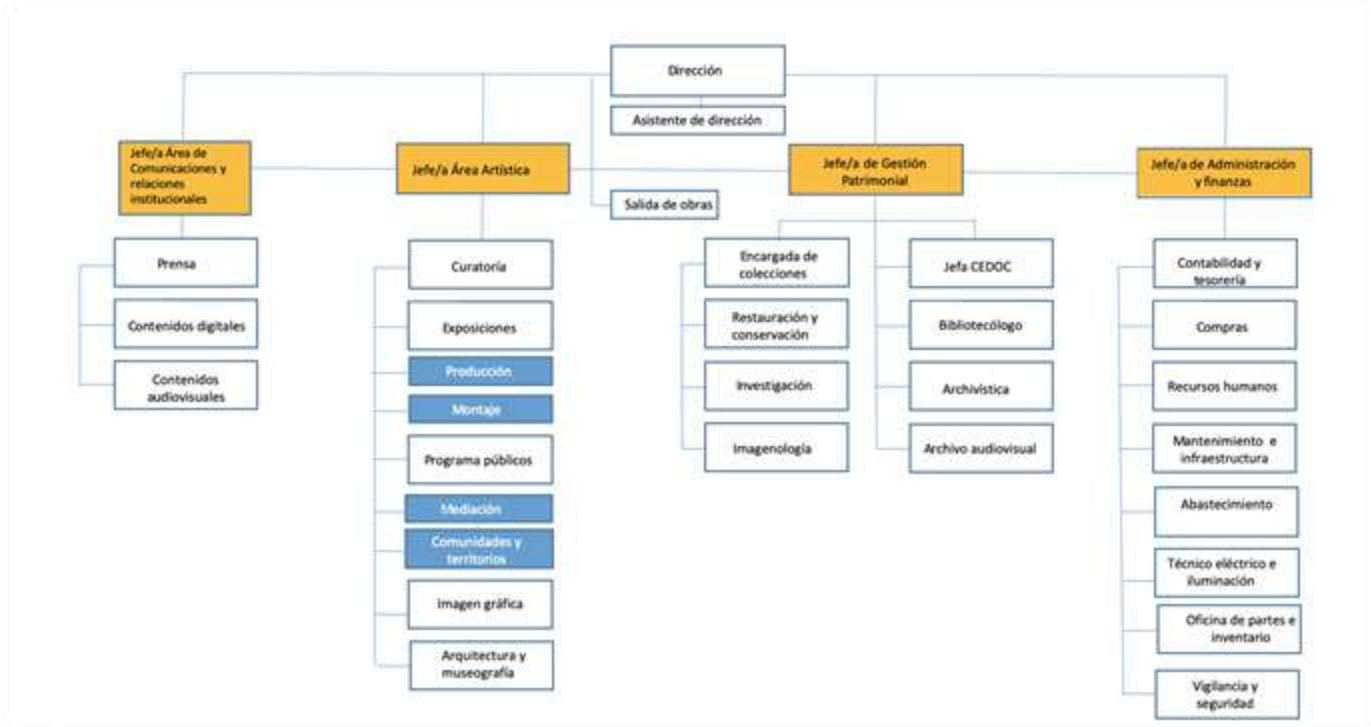 Dirección
Asistente de dirección
Jefe/a Área de
Comunicaciones y
relaciones
institucionales
Jefe/a Área Artística
Jefe/a de Gestión
Patrimonial
Jefe/a de Administración
y finanzas
Salida de obras
Prensa
Contenidos digitales
Contenidos
audiovisuales
Curatoría
Exposiciones
Producción
Montaje
Programa públicos
Mediación
Comunidades y
territorios
Imagen gráfica
Arquitectura y
museografía
Encargada de
colecciones
Restauración y
conservación
Investigación
Imagenología
Jefa CEDOC
Bibliotecólogo
Archivística
Archivo audiovisual
Contabilidad y
tesorería
Compras
Recursos humanos
Mantenimiento e
infraestructura
Abastecimiento
Técnico eléctrico e
iluminación
Oficina de partes e
inventario
Vigilancia y
seguridad